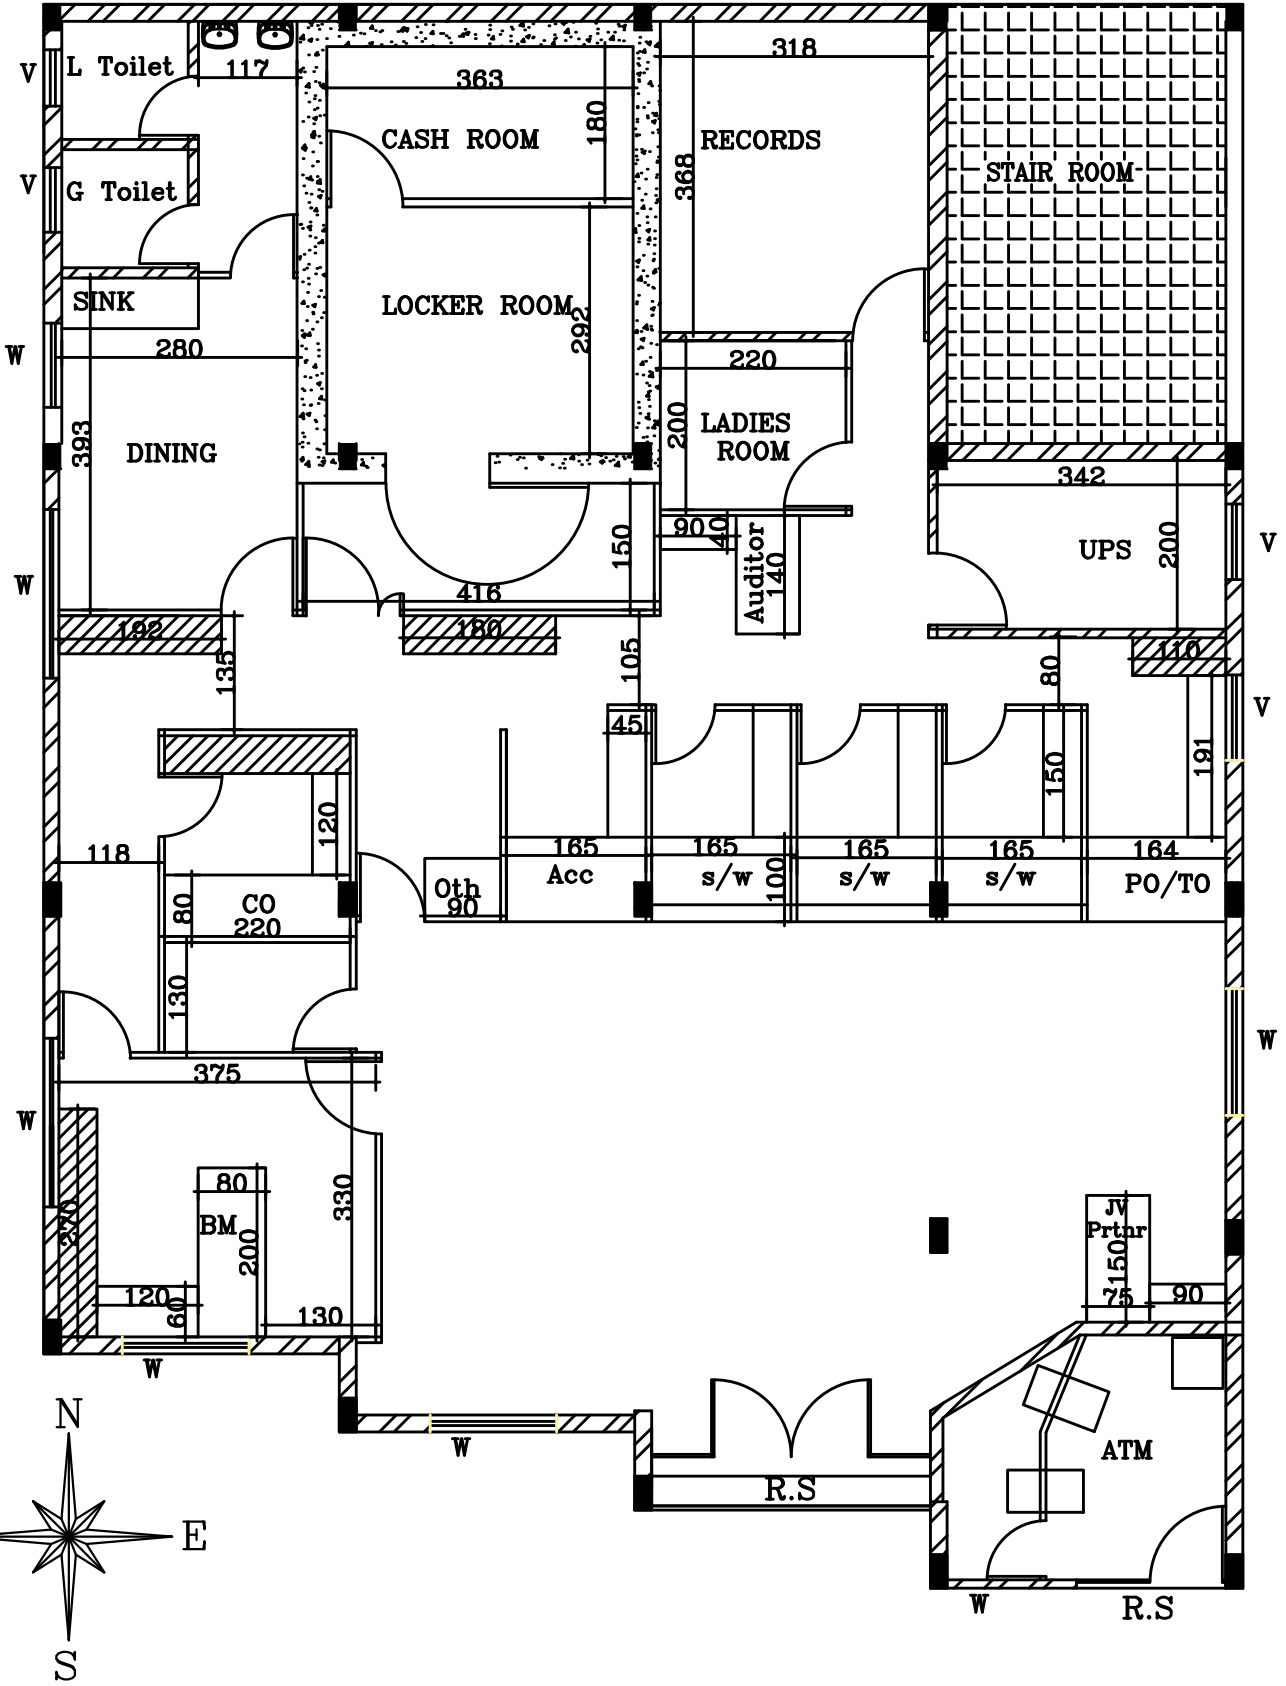 318
L Toilet
117
V
363
180
CASH ROOM
RECORDS
368
STAIR ROOM
V
G Toilet
SINK
LOCKER ROOM
292
W
280
220
393
DINING
200
LADIES
ROOM
342
90
40
Auditor
140
150
UPS
200
V
W
416
192
180
135
105
80
110
V
45
150
191
120
118
165
165
165
165
164
Acc
s/w
s/w
s/w
PO/TO
100
Oth
90
80
CO
220
130
W
375
W
270
80
BM
200
330
JV
Prtnr
150
75
90
120
60
130
W
W
ATM
R.S
N
E
W
R.S
S